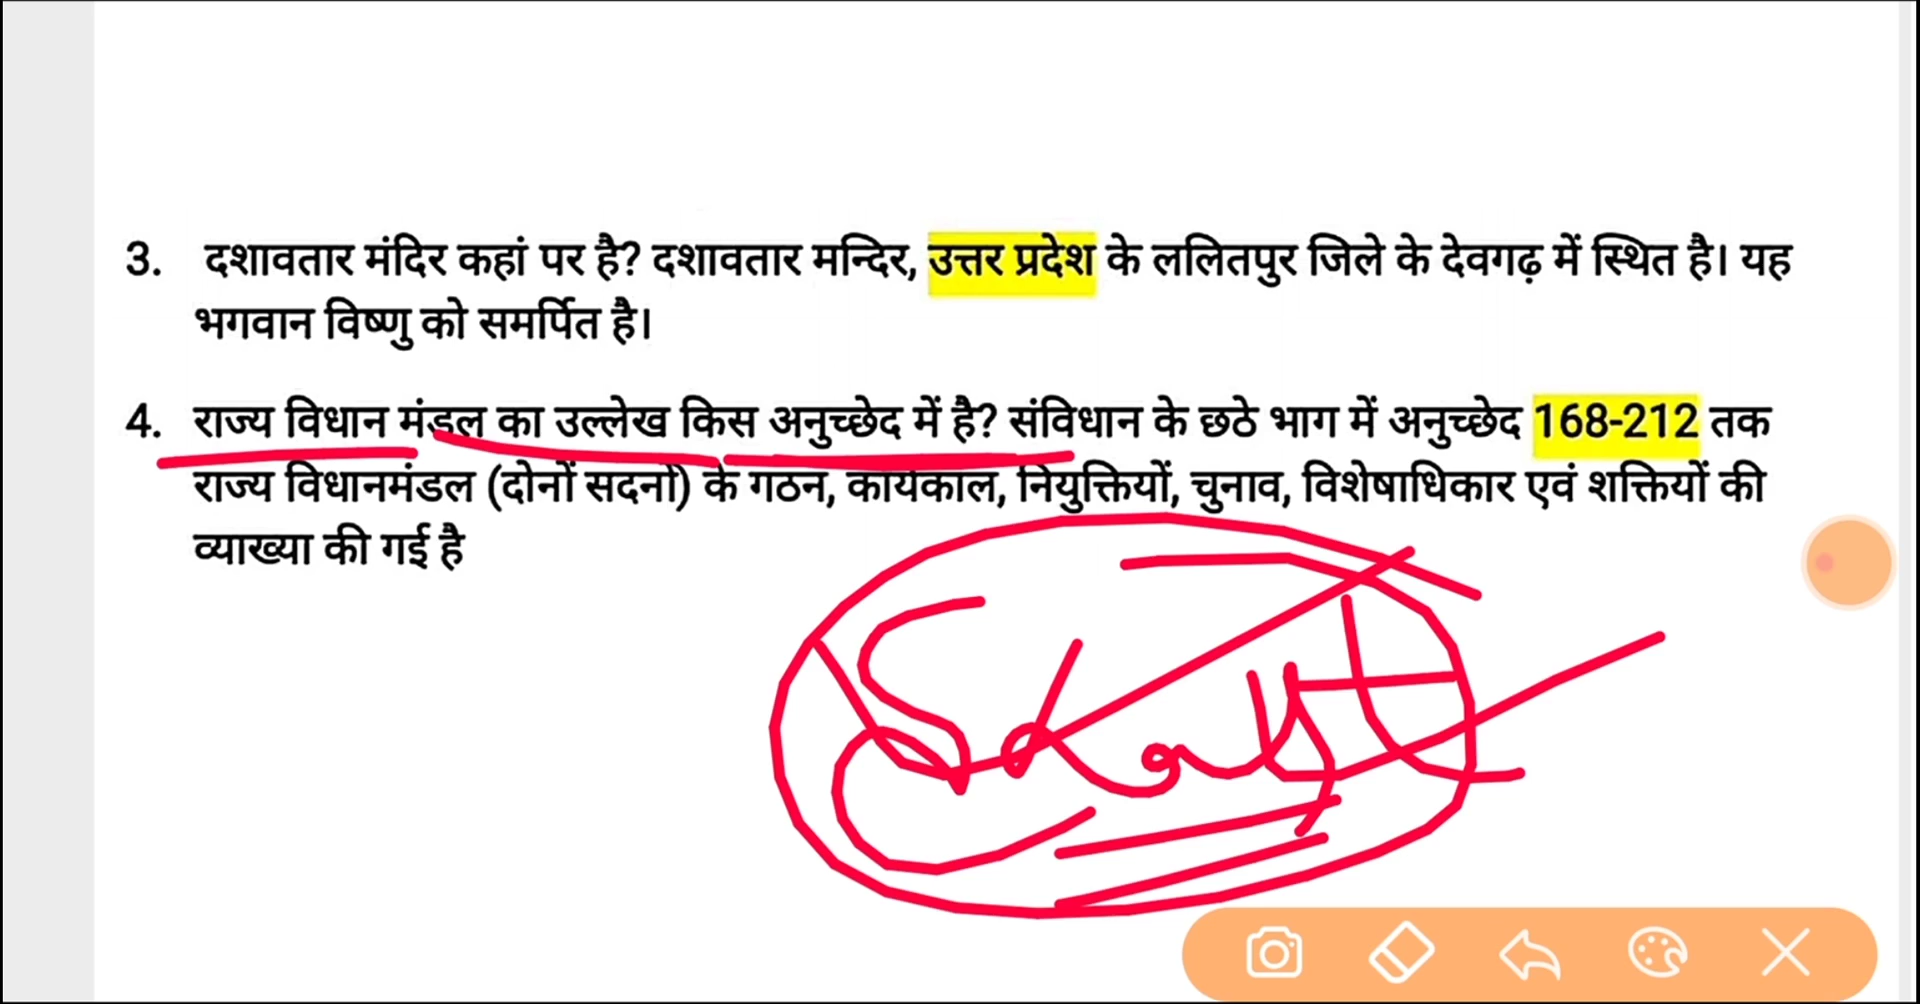 3. दशावतार मंदिर कहां पर है? दशावतार मन्दिर, उत्तर प्रदेश के ललितपुर जिले के देवगढ़ में स्थित है। यह
भगवान विष्णु को समर्पित है।
4. राज्य विधान मंडल का उल्लेख किस अनुच्छेद में है? संविधान के छठे भाग में अनुच्छेद 168-212 तक
राज्य विधानमंडल (दोनों सदनों) के गठन, कार्यकाल, नियुक्तियों, चुनाव, विशेषाधिकार एवं शक्तियों की
व्याख्या की गई है